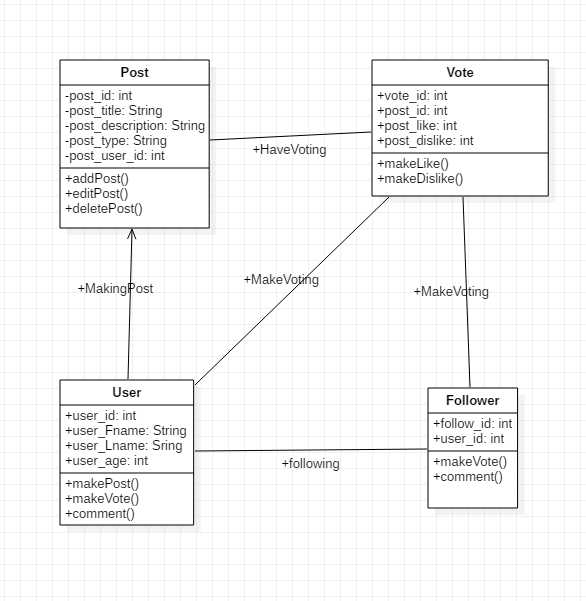 Post
-post_id: int
-post_title: String
-post_description: String
-post_type: String
-post_user_id: int
+addPost()
+editPost()
+deletePost()
Vote
+vote_id: int
+post_id: int
+post_like: int
+post_dislike: int
+makeLike()
+makeDislike()
+HaveVoting
+MakingPost
+MakeVoting
+MakeVoting
User
+user_id: int
+user_Fname: String
+user_Lname: Sring
+user_age: int
+makePost()
+makeVote()
+comment()
+following
Follower
+follow_id: int
+user_id: int
+makeVote()
+comment()